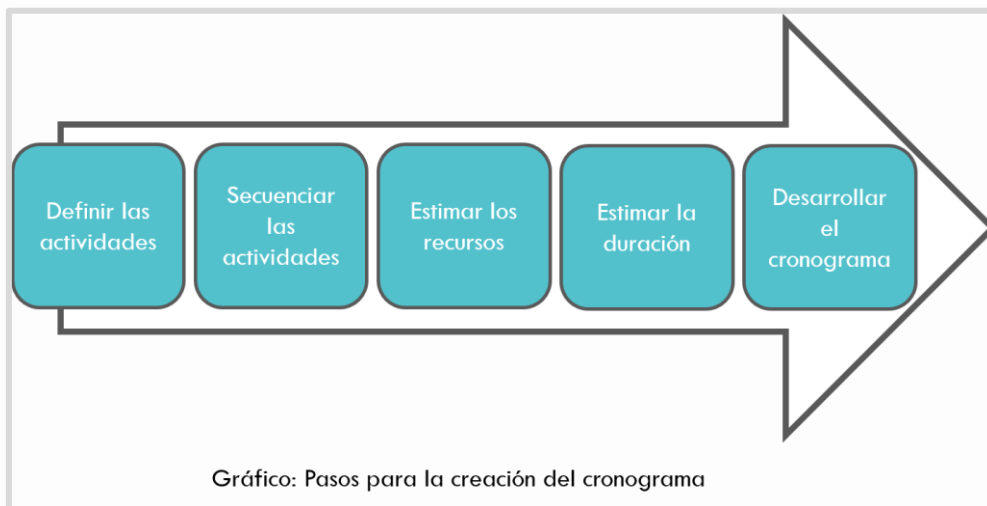 Definir las
actividades
Secuenciar
las
actividades
Estimar los
recursos
Estimar la
duración
Desarrollar
el
cronograma
Gráfico: Pasos para la creación del cronograma